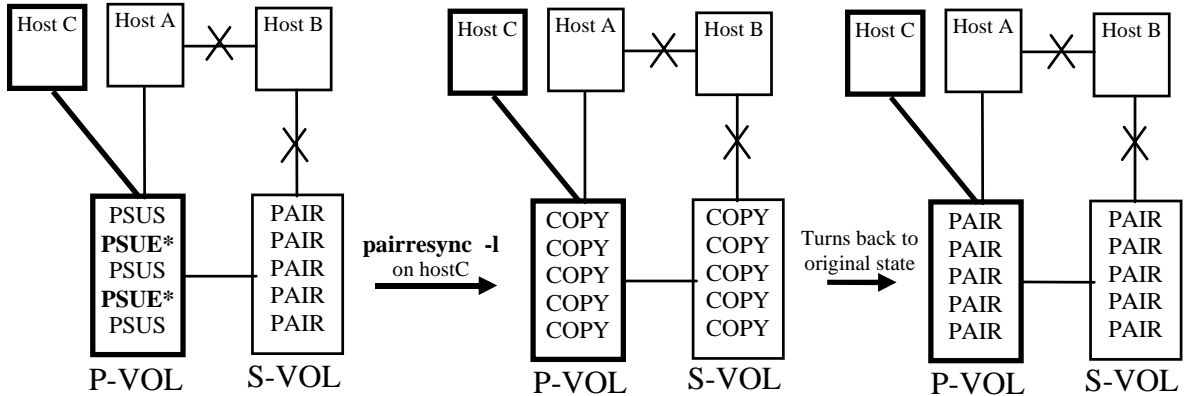 Host C
Host A
Host B
PSUS
PSUE*
PSUS
PSUE*
PSUS
PAIR
PAIR
PAIR
PAIR
PAIR
P-VOL
S-VOL
pairresync -l
on hostC
Host C
Host A
Host B
COPY
COPY
COPY
COPY
COPY
COPY
COPY
COPY
COPY
COPY
P-VOL
S-VOL
Turns back to
original state
Host C
Host A
Host B
PAIR
PAIR
PAIR
PAIR
PAIR
PAIR
PAIR
PAIR
PAIR
PAIR
P-VOL
S-VOL